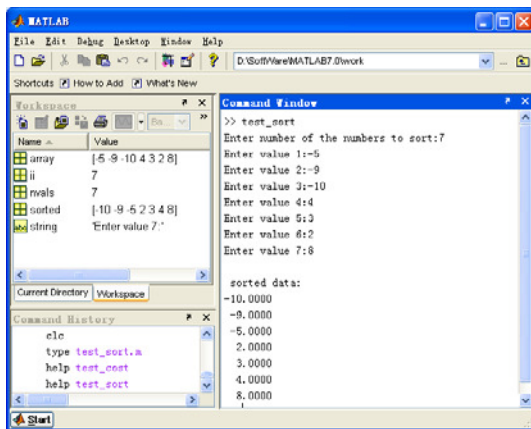 MATLAB
File Edit Debug Desktop Window Help
D:\SoftWare\MATLAB7.0\work
Shortcuts How to Add What's New
Workspace
Name Value
array [-5 -9 -10 4 3 2 8]
ii 7
nvals 7
sorted [-10 -9 -5 2 3 4 8]
string 'Enter value 7:'
Current Directory Workspace
Command History
clc
type test_sort.m
help test_cost
help test_sort
Command Window
>> test_sort
Enter number of the numbers to sort:7
Enter value 1:-5
Enter value 2:-9
Enter value 3:-10
Enter value 4:4
Enter value 5:3
Enter value 6:2
Enter value 7:8
sorted data:
-10.0000
-9.0000
-5.0000
2.0000
3.0000
4.0000
8.0000
Start